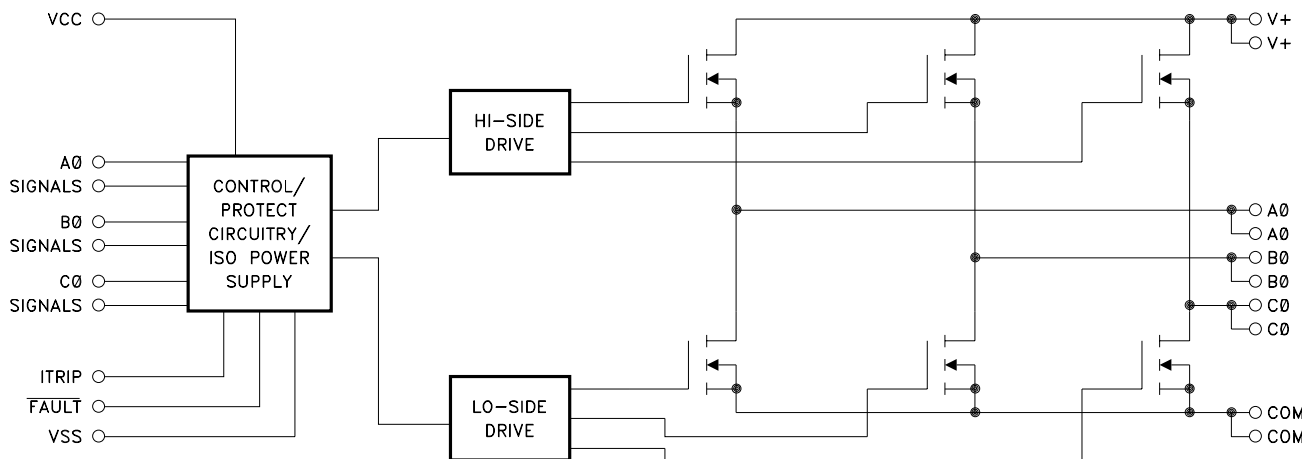 VCC
AØ
SIGNALS
BØ
SIGNALS
CØ
SIGNALS
ITRIP
FAULT
VSS
CONTROL/
PROTECT
CIRCUITRY/
ISO POWER
SUPPLY
HI-SIDE
DRIVE
LO-SIDE
DRIVE
V+
V+
AØ
AØ
BØ
BØ
CØ
CØ
COM
COM